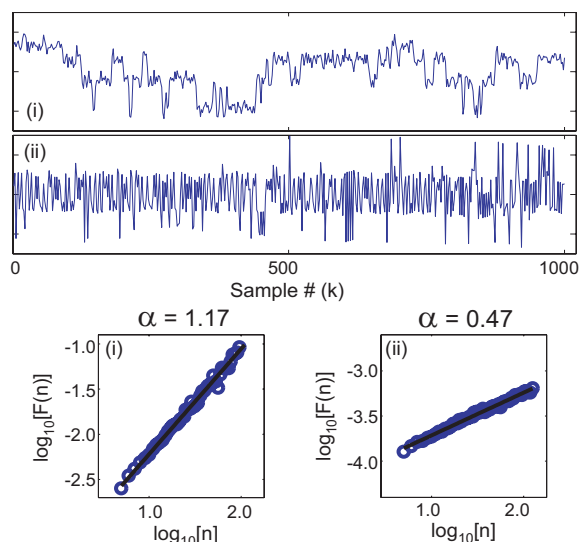 (i)
(ii)
0 500 1000
Sample # (k)
α = 1.17
(i)
-1.0
-1.5
-2.0
-2.5
log10[F(n)]
1.0 2.0
log10[n]
α = 0.47
(ii)
-3.0
-3.5
-4.0
log10[F(n)]
1.0 2.0
log10[n]